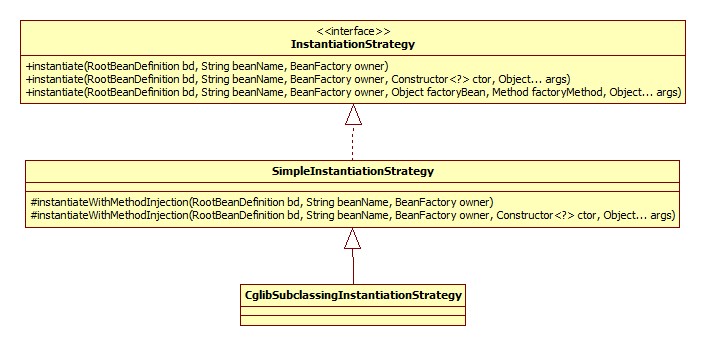 <<interface>>
InstantiationStrategy
+instantiate(RootBeanDefinition bd, String beanName, BeanFactory owner)
+instantiate(RootBeanDefinition bd, String beanName, BeanFactory owner, Constructor<?> ctor, Object... args)
+instantiate(RootBeanDefinition bd, String beanName, BeanFactory owner, Object factoryBean, Method factoryMethod, Object... args)
SimpleInstantiationStrategy
#instantiateWithMethodInjection(RootBeanDefinition bd, String beanName, BeanFactory owner)
#instantiateWithMethodInjection(RootBeanDefinition bd, String beanName, BeanFactory owner, Constructor<?> ctor, Object... args)
CglibSubclassingInstantiationStrategy